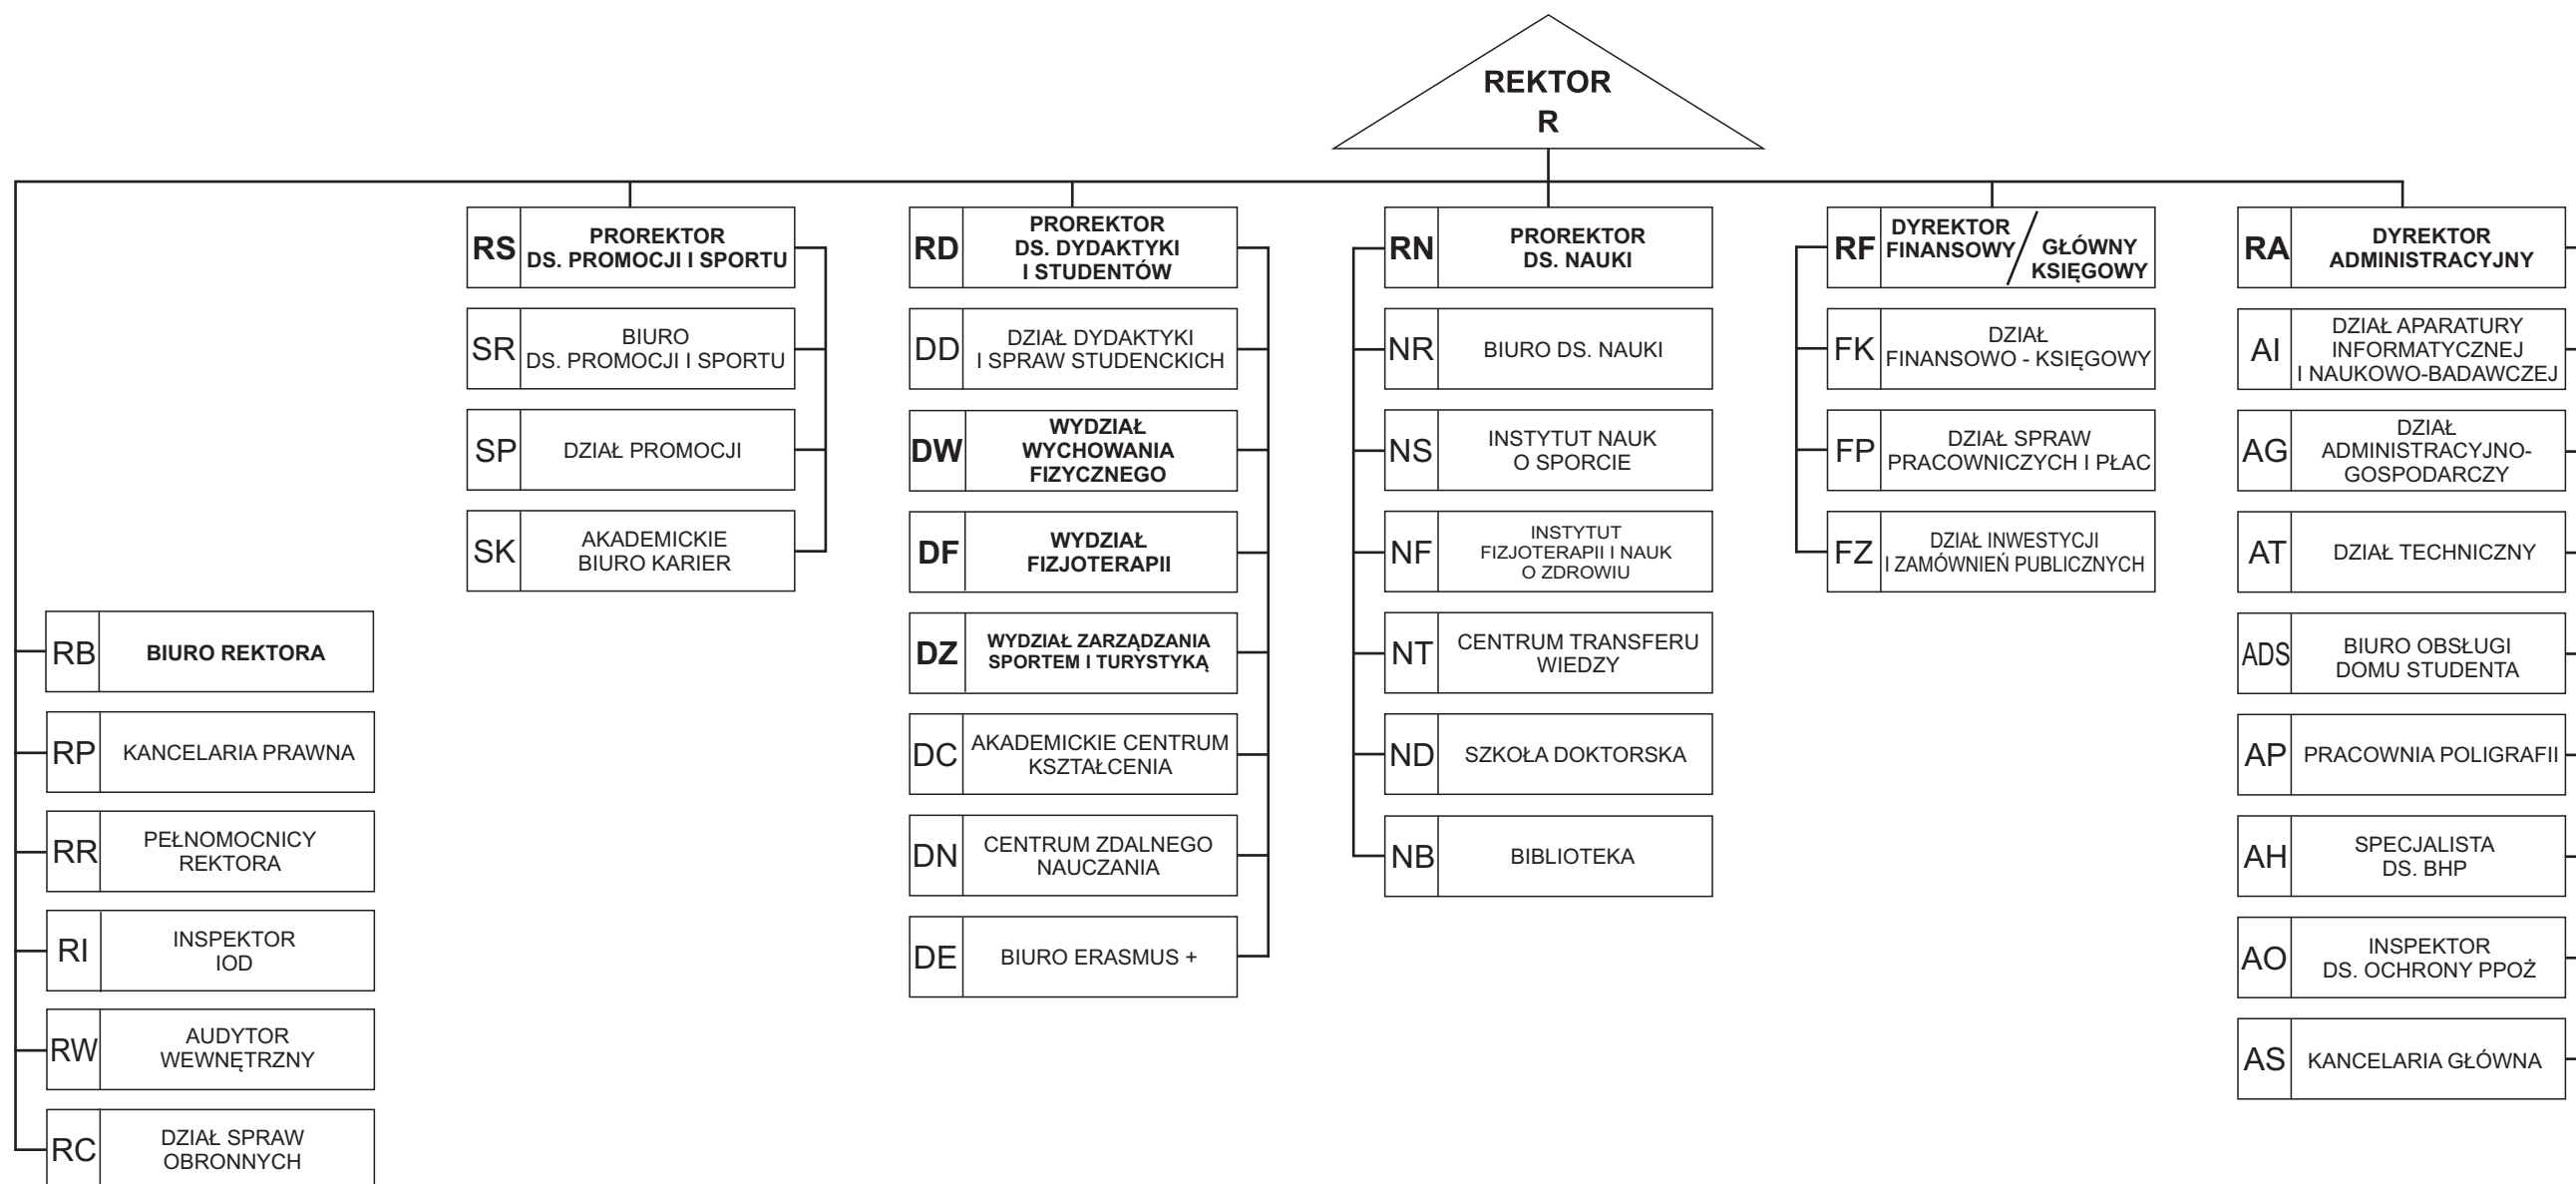 REKTOR
R
RS
PROREKTOR
DS. PROMOCJI I SPORTU
SR
BIURO
DS. PROMOCJI I SPORTU
SP
DZIAŁ PROMOCJI
SK
AKADEMICKIE
BIURO KARIER
RB
BIURO REKTORA
RP
KANCELARIA PRAWNA
RR
PEŁNOMOCNICY
REKTORA
RI
INSPEKTOR
IOD
RW
AUDYTOR
WEWNĘTRZNY
RC
DZIAŁ SPRAW
OBRONNYCH
RD
PROREKTOR
DS. DYDAKTYKI
I STUDENTÓW
DD
DZIAŁ DYDAKTYKI
I SPRAW STUDENCKICH
DW
WYDZIAŁ
WYCHOWANIA
FIZYCZNEGO
DF
WYDZIAŁ
FIZJOTERAPII
DZ
WYDZIAŁ ZARZĄDZANIA
SPORTEM I TURYSTYKĄ
DC
AKADEMICKIE CENTRUM
KSZTAŁCENIA
DN
CENTRUM ZDALNEGO
NAUCZANIA
DE
BIURO ERASMUS +
RN
PROREKTOR
DS. NAUKI
NR
BIURO DS. NAUKI
NS
INSTYTUT NAUK
O SPORCIE
NF
INSTYTUT
FIZJOTERAPII I NAUK
O ZDROWIU
NT
CENTRUM TRANSFERU
WIEDZY
ND
SZKOŁA DOKTORSKA
NB
BIBLIOTEKA
RF
DYREKTOR
FINANSOWY /
GŁÓWNY
KSIĘGOWY
FK
DZIAŁ
FINANSOWO - KSIĘGOWY
FP
DZIAŁ SPRAW
PRACOWNICZYCH I PŁAC
FZ
DZIAŁ INWESTYCJI
I ZAMÓWNIEŃ PUBLICZNYCH
RA
DYREKTOR
ADMINISTRACYJNY
AI
DZIAŁ APARATURY
INFORMATYCZNEJ
I NAUKOWO-BADAWCZEJ
AG
DZIAŁ
ADMINISTRACYJNO-
GOSPODARCZY
AT
DZIAŁ TECHNICZNY
ADS
BIURO OBSŁUGI
DOMU STUDENTA
AP
PRACOWNIA POLIGRAFII
AH
SPECJALISTA
DS. BHP
AO
INSPEKTOR
DS. OCHRONY PPOŻ
AS
KANCELARIA GŁÓWNA